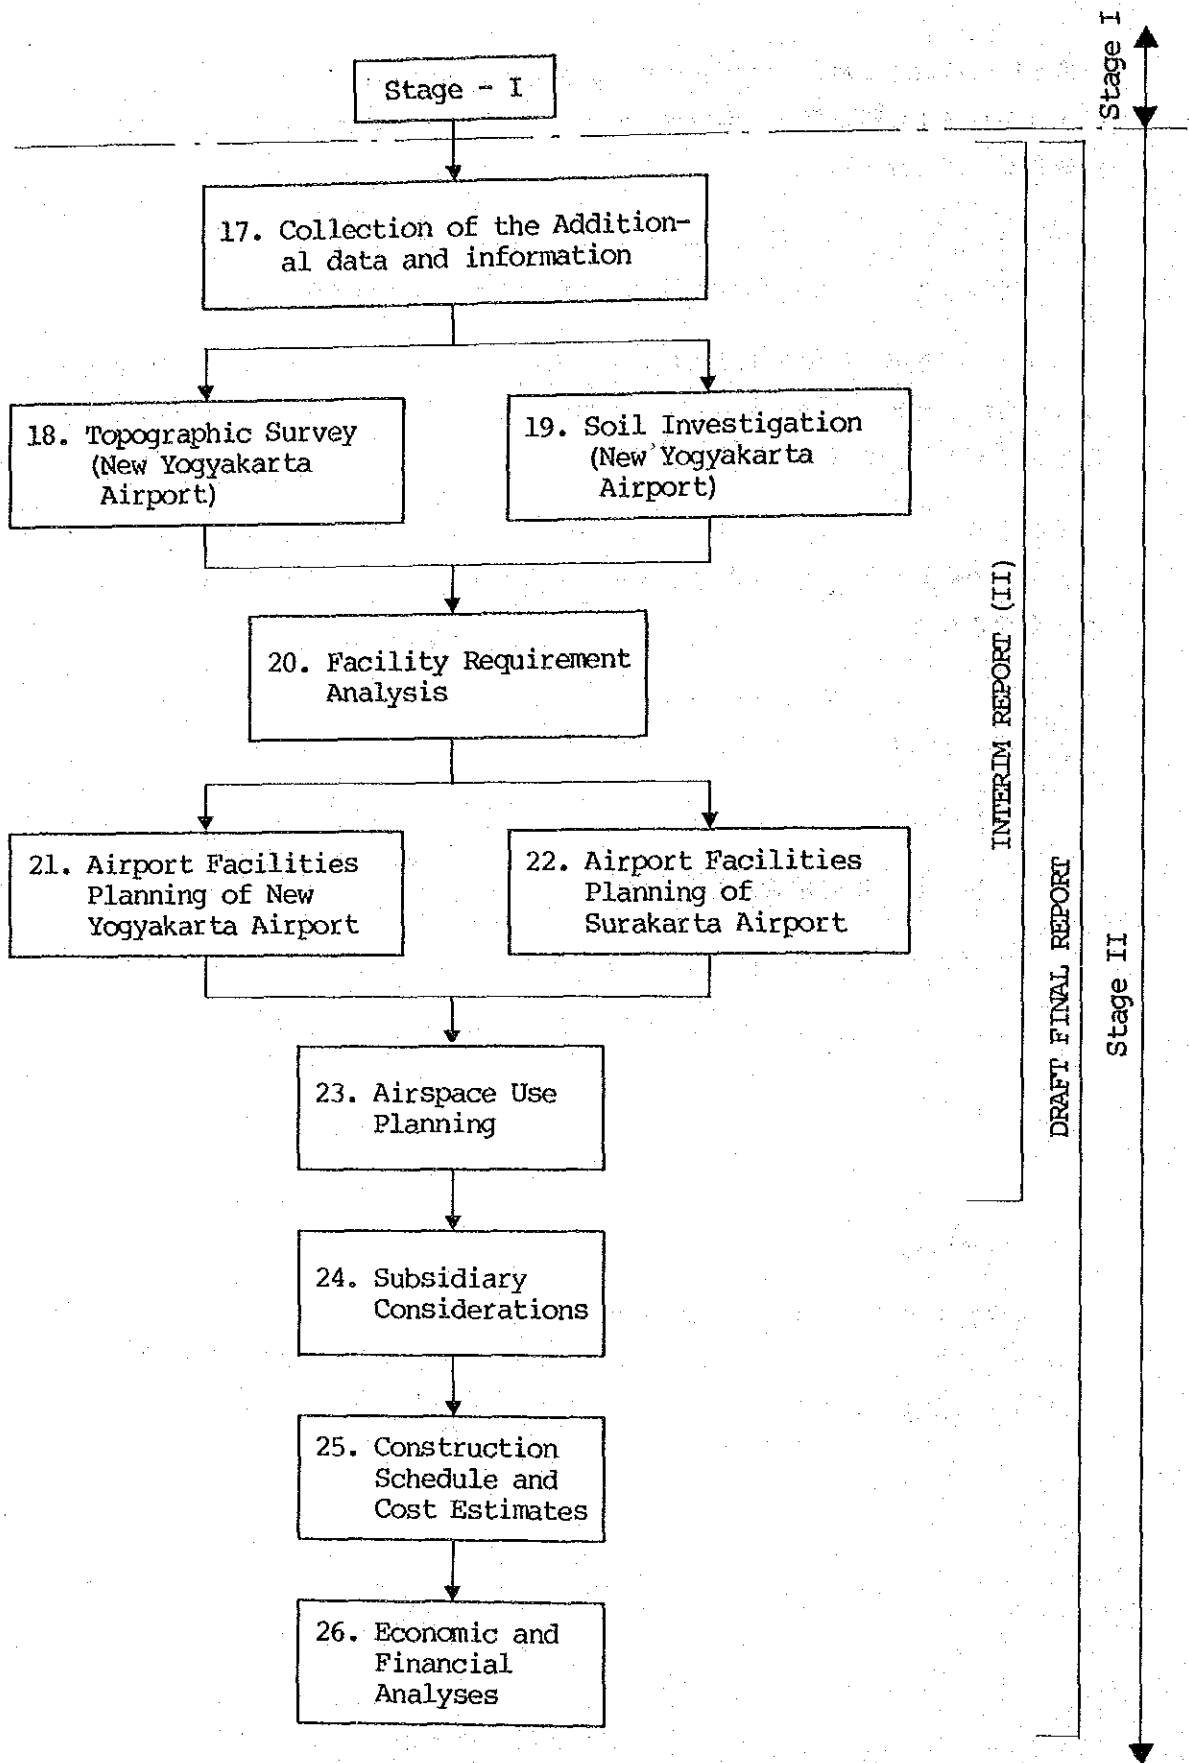 Stage I
Stage - I
17. Collection of the Addition-
al data and information
18. Topographic Survey
(New Yogyakarta
Airport)
19. Soil Investigation
(New Yogyakarta
Airport)
20. Facility Requirement
Analysis
21. Airport Facilities
Planning of New
Yogyakarta Airport
22. Airport Facilities
Planning of
Surakarta Airport
23. Airspace Use
Planning
24. Subsidiary
Considerations
25. Construction
Schedule and
Cost Estimates
26. Economic and
Financial
Analyses
INTERIM REPORT (II)
DRAFT FINAL REPORT
Stage II